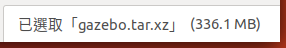 已選取「gazebo.tar.xz」 (336.1 MB)